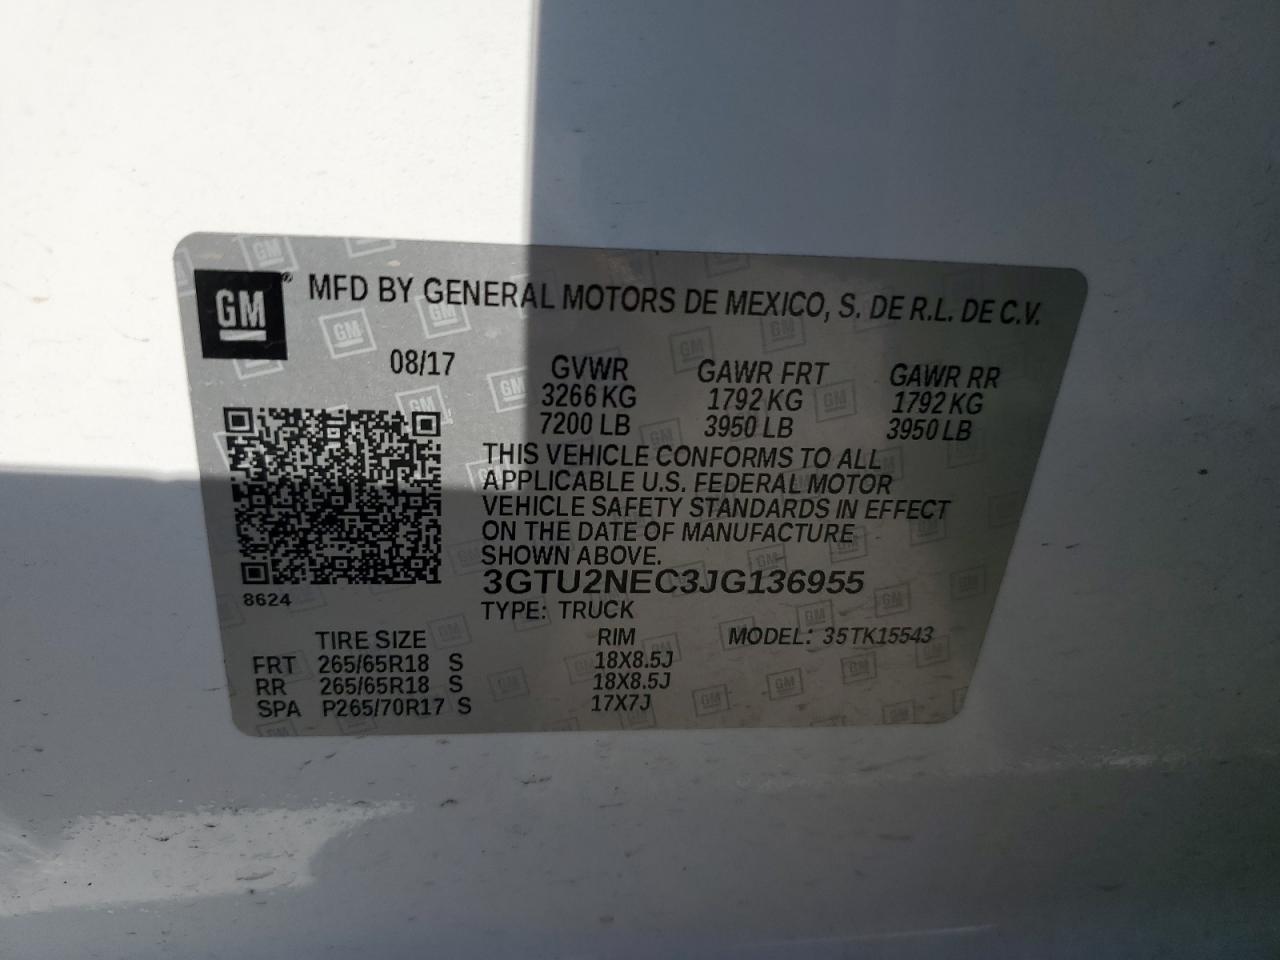 GM ® MFD BY GENERAL MOTORS DE MEXICO, S. DE R.L. DE C.V.
08/17 GVWR GAWR FRT GAWR RR
3266 KG 1792 KG 1792 KG
7200 LB 3950 LB 3950 LB
THIS VEHICLE CONFORMS TO ALL
APPLICABLE U.S. FEDERAL MOTOR
VEHICLE SAFETY STANDARDS IN EFFECT
ON THE DATE OF MANUFACTURE
SHOWN ABOVE.
3GTU2NEC3JG136955
8624
TYPE: TRUCK
TIRE SIZE RIM MODEL: 35TK15543
FRT 265/65R18 S 18X8.5J
RR 265/65R18 S 18X8.5J
SPA P265/70R17 S 17X7J